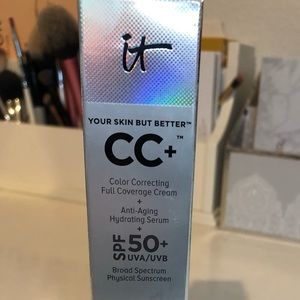 it
YOUR SKIN BUT BETTER™
CC+™
Color Correcting
Full Coverage Cream
+
Anti-Aging
Hydrating Serum
+
SPF 50+
UVA/UVB
Broad Spectrum
Physical Sunscreen